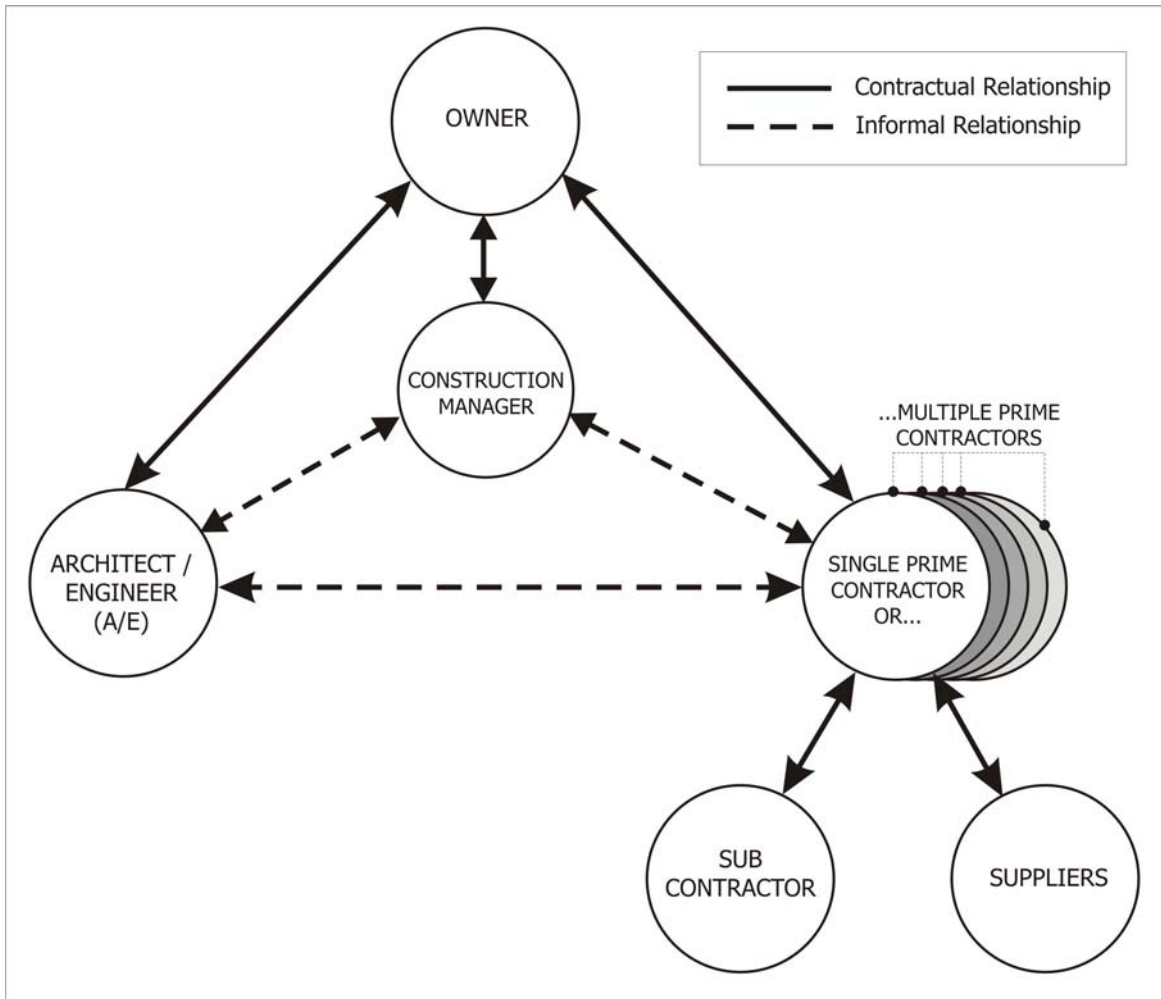 OWNER
Contractual Relationship
Informal Relationship
CONSTRUCTION
MANAGER
...MULTIPLE PRIME
CONTRACTORS
ARCHITECT /
ENGINEER
(A/E)
SINGLE PRIME
CONTRACTOR
OR...
SUB
CONTRACTOR
SUPPLIERS